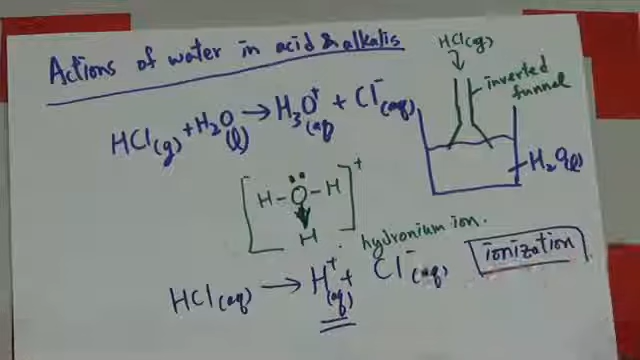 Actions of water in acid & alkalis
HCl(g)
inverted
funnel
HCl(g) + H₂O(l) → H₃O⁺(aq) + Cl⁻(aq)
H₂O(l)
H - O - H +
H
hydronium ion.
ionization
HCl(aq) → H⁺(aq) + Cl⁻(aq)